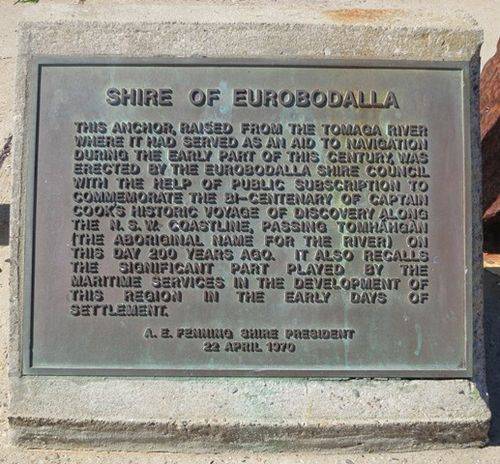 SHIRE OF EUROBODALLA
THIS ANCHOR, RAISED FROM THE TOMAGA RIVER
WHERE IT HAD SERVED AS AN AID TO NAVIGATION
DURING THE EARLY PART OF THIS CENTURY, WAS
ERECTED BY THE EUROBODALLA SHIRE COUNCIL
WITH THE HELP OF PUBLIC SUBSCRIPTION TO
COMMEMORATE THE BI-CENTENARY OF CAPTAIN
COOK'S HISTORIC VOYAGE OF DISCOVERY ALONG
THE N.S.W. COASTLINE, PASSING TOMHANGAN
(THE ABORIGINAL NAME FOR THE RIVER) ON
THIS DAY 200 YEARS AGO. IT ALSO RECALLS
THE SIGNIFICANT PART PLAYED BY THE
MARITIME SERVICES IN THE DEVELOPMENT OF
THIS REGION IN THE EARLY DAYS OF
SETTLEMENT.
A. E. FENNING SHIRE PRESIDENT
22 APRIL 1970